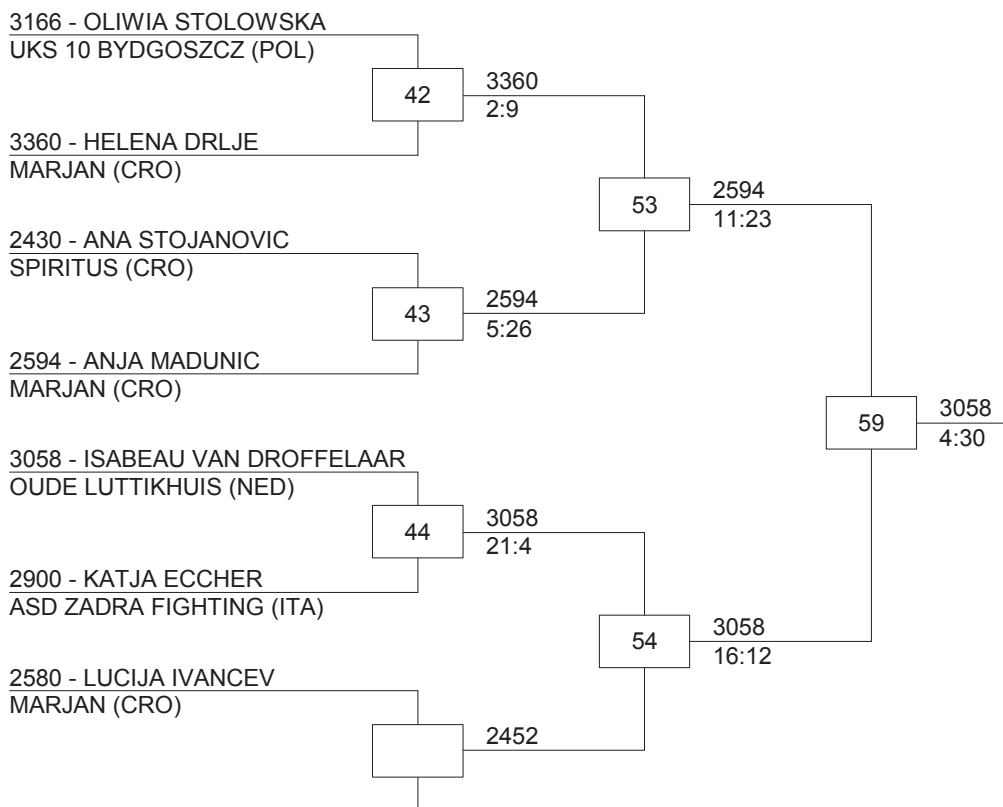 3166 - OLIWIA STOLOWSKA
UKS 10 BYDGOSZCZ (POL)
42
3360
2:9
3360 - HELENA DRLJE
MARJAN (CRO)
53
2594
11:23
2430 - ANA STOJANOVIC
SPIRITUS (CRO)
43
2594
5:26
2594 - ANJA MADUNIC
MARJAN (CRO)
59
3058
4:30
3058 - ISABEAU VAN DROFFELAAR
OUDE LUTTIKHUIS (NED)
44
3058
21:4
2900 - KATJA ECCHER
ASD ZADRA FIGHTING (ITA)
54
3058
16:12
2580 - LUCIJA IVANCEV
MARJAN (CRO)
2452